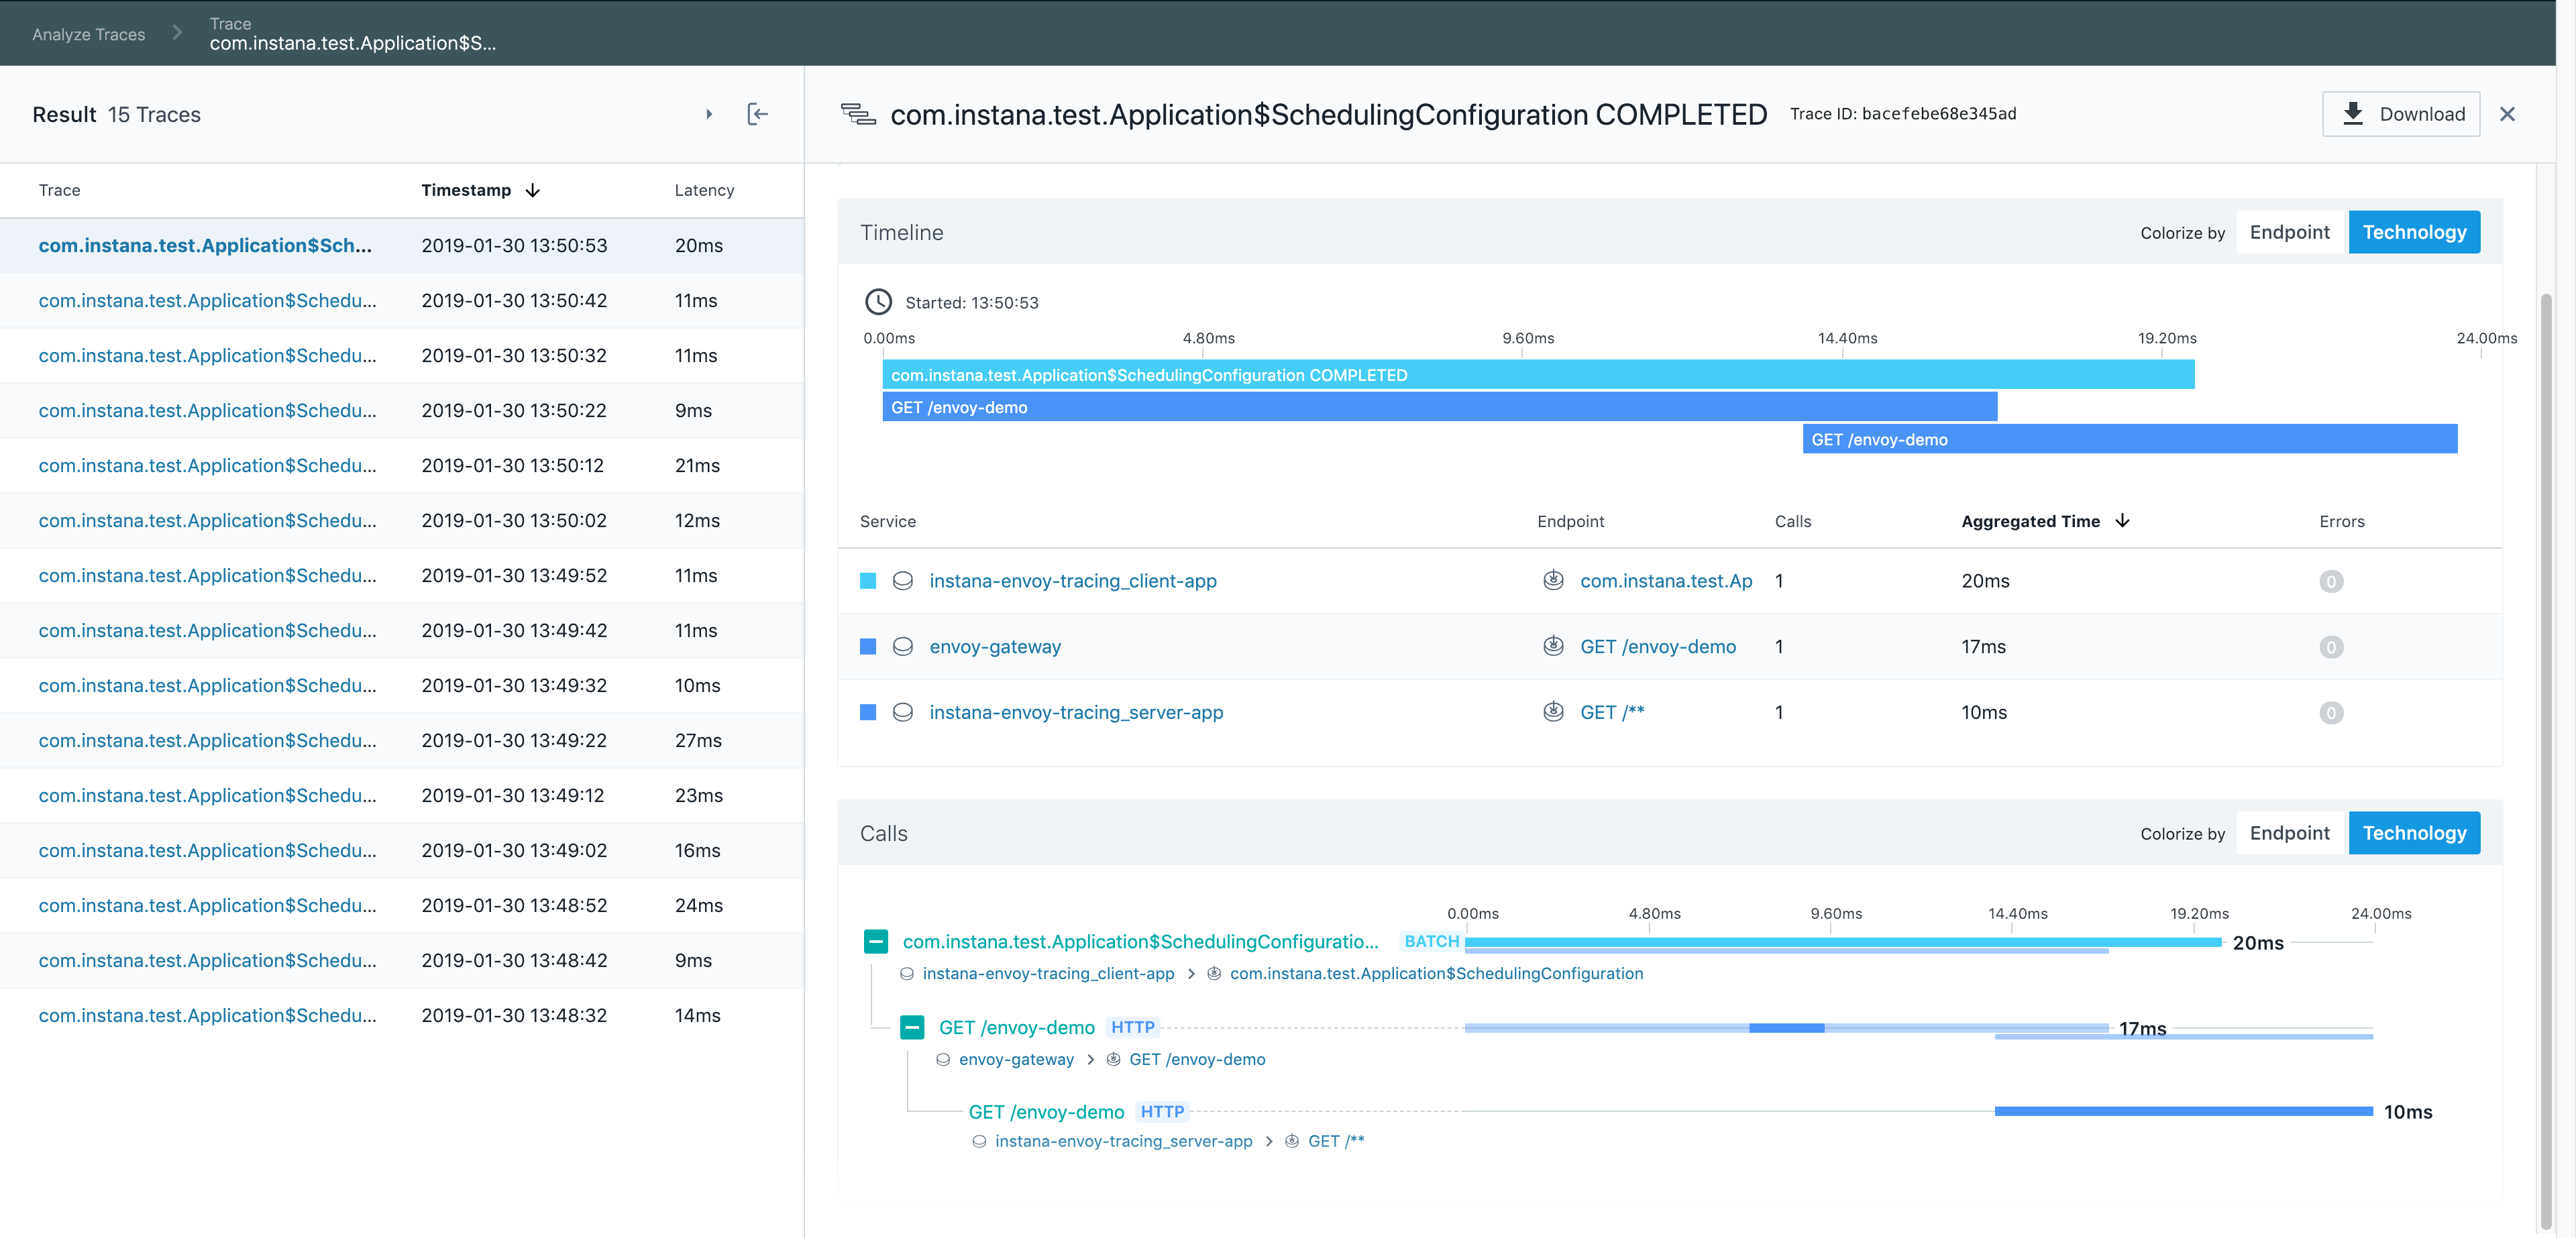 Analyze Traces
Trace
com.instana.test.Application$S...
Result 15 Traces
Trace Timestamp Latency
com.instana.test.Application$Sch... 2019-01-30 13:50:53 20ms
com.instana.test.Application$Schedu... 2019-01-30 13:50:42 11ms
com.instana.test.Application$Schedu... 2019-01-30 13:50:32 11ms
com.instana.test.Application$Schedu... 2019-01-30 13:50:22 9ms
com.instana.test.Application$Schedu... 2019-01-30 13:50:12 21ms
com.instana.test.Application$Schedu... 2019-01-30 13:50:02 12ms
com.instana.test.Application$Schedu... 2019-01-30 13:49:52 11ms
com.instana.test.Application$Schedu... 2019-01-30 13:49:42 11ms
com.instana.test.Application$Schedu... 2019-01-30 13:49:32 10ms
com.instana.test.Application$Schedu... 2019-01-30 13:49:22 27ms
com.instana.test.Application$Schedu... 2019-01-30 13:49:12 23ms
com.instana.test.Application$Schedu... 2019-01-30 13:49:02 16ms
com.instana.test.Application$Schedu... 2019-01-30 13:48:52 24ms
com.instana.test.Application$Schedu... 2019-01-30 13:48:42 9ms
com.instana.test.Application$Schedu... 2019-01-30 13:48:32 14ms
com.instana.test.Application$SchedulingConfiguration COMPLETED Trace ID: bacefebe68e345ad Download
Timeline Colorize by Endpoint Technology
Started: 13:50:53
0.00ms 4.80ms 9.60ms 14.40ms 19.20ms 24.00ms
com.instana.test.Application$SchedulingConfiguration COMPLETED
GET /envoy-demo
GET /envoy-demo
Service Endpoint Calls Aggregated Time Errors
instana-envoy-tracing_client-app com.instana.test.Ap 1 20ms 0
envoy-gateway GET /envoy-demo 1 17ms 0
instana-envoy-tracing_server-app GET /** 1 10ms 0
Calls Colorize by Endpoint Technology
0.00ms 4.80ms 9.60ms 14.40ms 19.20ms 24.00ms
com.instana.test.Application$SchedulingConfiguratio... BATCH 20ms
instana-envoy-tracing_client-app com.instana.test.Application$SchedulingConfiguration
GET /envoy-demo HTTP 17ms
envoy-gateway GET /envoy-demo
GET /envoy-demo HTTP 10ms
instana-envoy-tracing_server-app GET /**